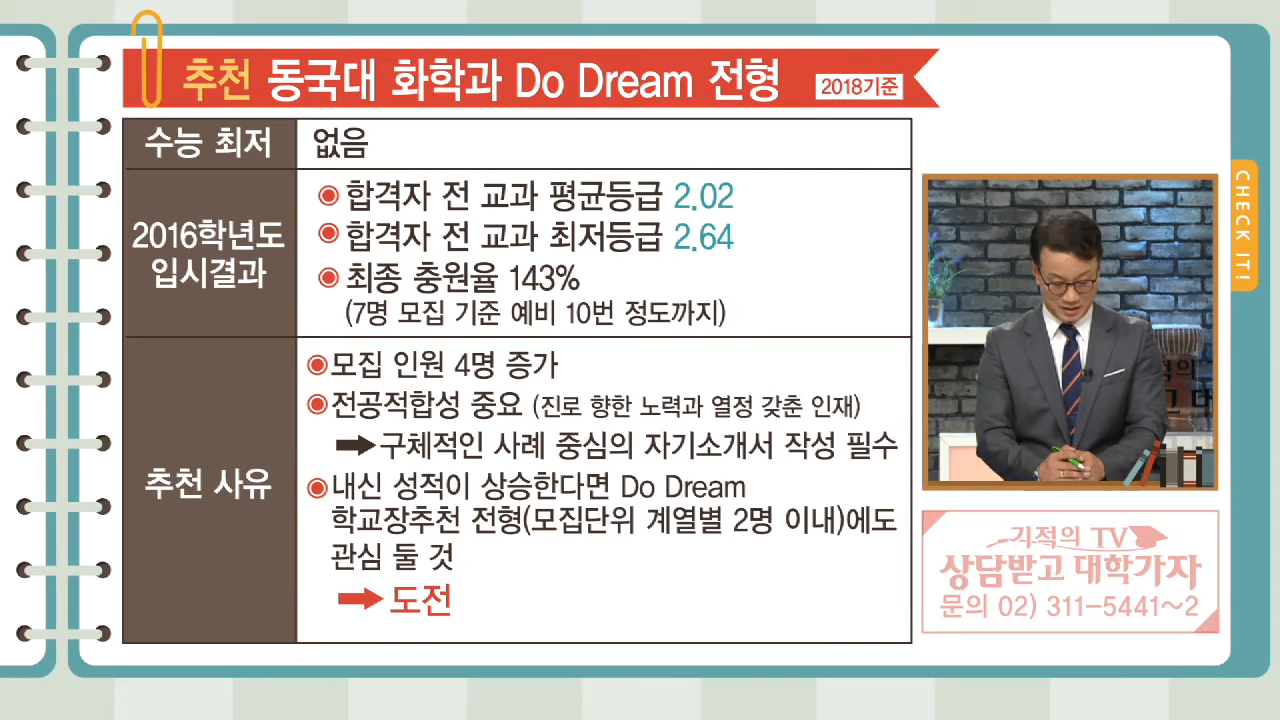 추천 동국대 화학과 Do Dream 전형 2018기준
수능 최저
없음
2016학년도
입시결과
합격자 전 교과 평균등급 2.02
합격자 전 교과 최저등급 2.64
최종 충원율 143%
(7명 모집 기준 예비 10번 정도까지)
추천 사유
모집 인원 4명 증가
전공적합성 중요 (진로 향한 노력과 열정 갖춘 인재)
➡구체적인 사례 중심의 자기소개서 작성 필수
내신 성적이 상승한다면 Do Dream
학교장추천 전형(모집단위 계열별 2명 이내)에도
관심 둘 것
➡ 도전
CHECK IT!
기적의 TV
상담받고 대학가자
문의 02) 311-5441~2